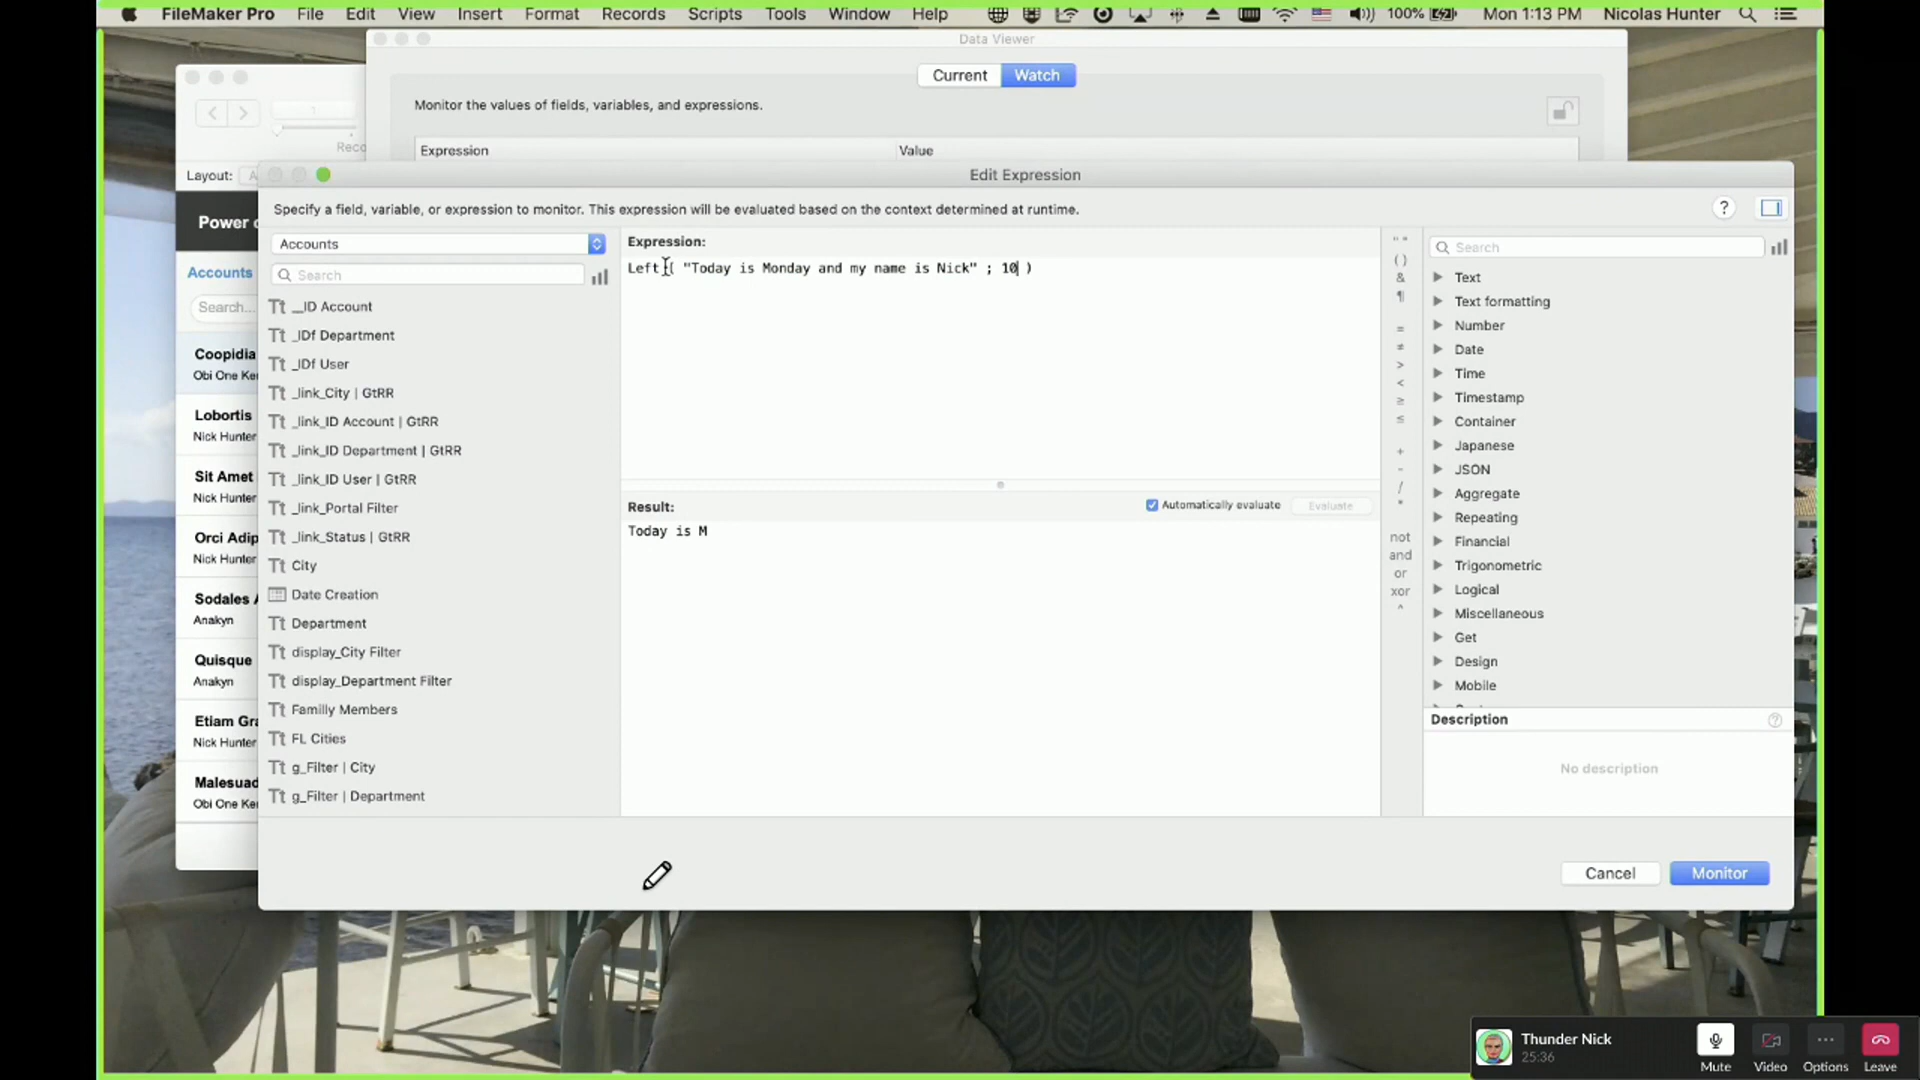 FileMaker Pro File Edit View Insert Format Records Scripts Tools Window Help 100% Mon 1:13 PM Nicolas Hunter
Data Viewer
Current Watch
Monitor the values of fields, variables, and expressions.
Expression Value
1
Layout:
Edit Expression
Specify a field, variable, or expression to monitor. This expression will be evaluated based on the context determined at runtime.
?
Accounts
Search
__ID Account
_IDf Department
_IDf User
_link_City | GtRR
_link_ID Account | GtRR
_link_ID Department | GtRR
_link_ID User | GtRR
_link_Portal Filter
_link_Status | GtRR
City
Date Creation
Department
display_City Filter
display_Department Filter
Familly Members
FL Cities
g_Filter | City
g_Filter | Department
Expression:
Left ( "Today is Monday and my name is Nick" ; 10 )
Result:
Automatically evaluate
Evaluate
Today is M
" "
( )
&
¶
=
≠
>
<
≥
≤
+
-
/
*
not
and
or
xor
^
Search
Text
Text formatting
Number
Date
Time
Timestamp
Container
Japanese
JSON
Aggregate
Repeating
Financial
Trigonometric
Logical
Miscellaneous
Get
Design
Mobile
Description
?
No description
Cancel
Monitor
Power
Accounts
Search...
Coopidia
Obi One
Lobortis
Nick Hunter
Sit Amet
Nick Hunter
Orci Adip
Nick Hunter
Sodales
Anakyn
Quisque
Anakyn
Etiam
Nick Hunter
Malesuad
Obi One
Thunder Nick
25:36
Mute
Video
Options
Leave